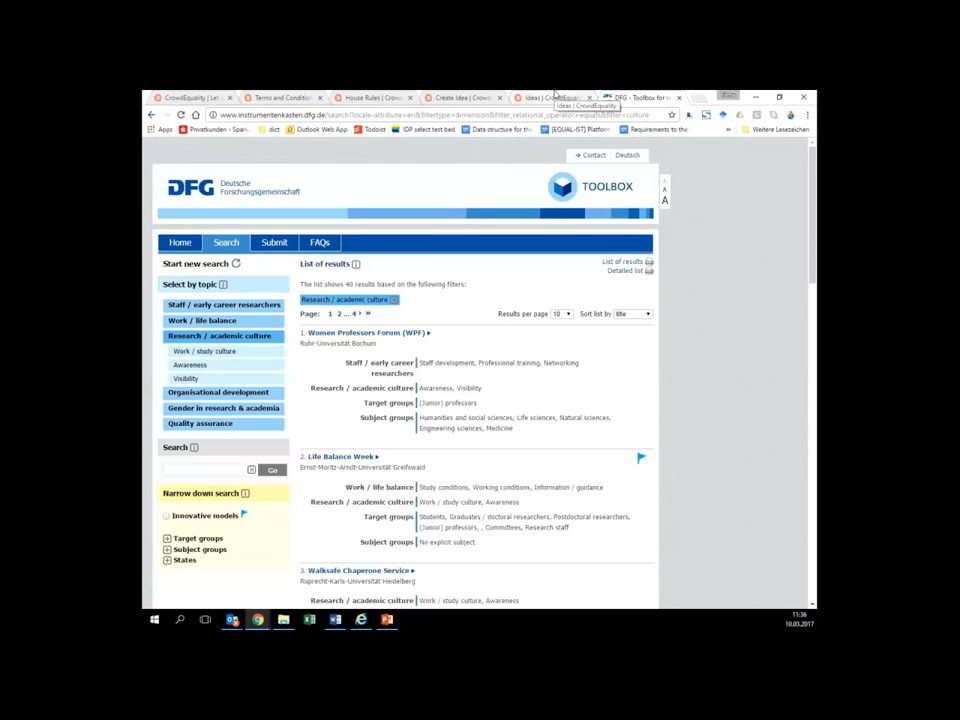 CrowdEquality | Let
Terms and Conditio
House Rules | Crow
Create Idea | Crowd
Ideas | CrowdEqual
DFG - Toolbox for
Ideas | CrowdEquality
www.instrumentenkasten.dfg.de/search?locale-attribute=en&filtertype=dimension&filter_relational_operator=equals&filter=culture
Apps
Privatkunden - Spar
dict
Outlook Web App
Todoist
IDP select test bed
Data structure for the
[EQUAL-IST] Platform
Requirements to the
»
Weitere Lesezeichen
Contact
Deutsch
DFG
Deutsche
Forschungsgemeinschaft
TOOLBOX
A
A
Home
Search
Submit
FAQs
Start new search
Select by topic
Staff / early career researchers
Work / life balance
Research / academic culture
Work / study culture
Awareness
Visibility
Organisational development
Gender in research & academia
Quality assurance
Search
Go
Narrow down search
Innovative models
Target groups
Subject groups
States
List of results
List of results
Detailed list
The list shows 40 results based on the following filters:
Research / academic culture
Page: 1 2 ... 4 › »
Results per page 10
Sort list by title
1. Women Professors Forum (WPF)
Ruhr-Universität Bochum
Staff / early career researchers
Staff development, Professional training, Networking
Research / academic culture
Awareness, Visibility
Target groups
(Junior) professors
Subject groups
Humanities and social sciences, Life sciences, Natural sciences,
Engineering sciences, Medicine
2. Life Balance Week
Ernst-Moritz-Arndt-Universität Greifswald
Work / life balance
Study conditions, Working conditions, Information / guidance
Research / academic culture
Work / study culture, Awareness
Target groups
Students, Graduates / doctoral researchers, Postdoctoral researchers,
(Junior) professors, , Committees, Research staff
Subject groups
No explicit subject
3. Walksafe Chaperone Service
Ruprecht-Karls-Universität Heidelberg
Research / academic culture
Work / study culture, Awareness
11:36
10.03.2017